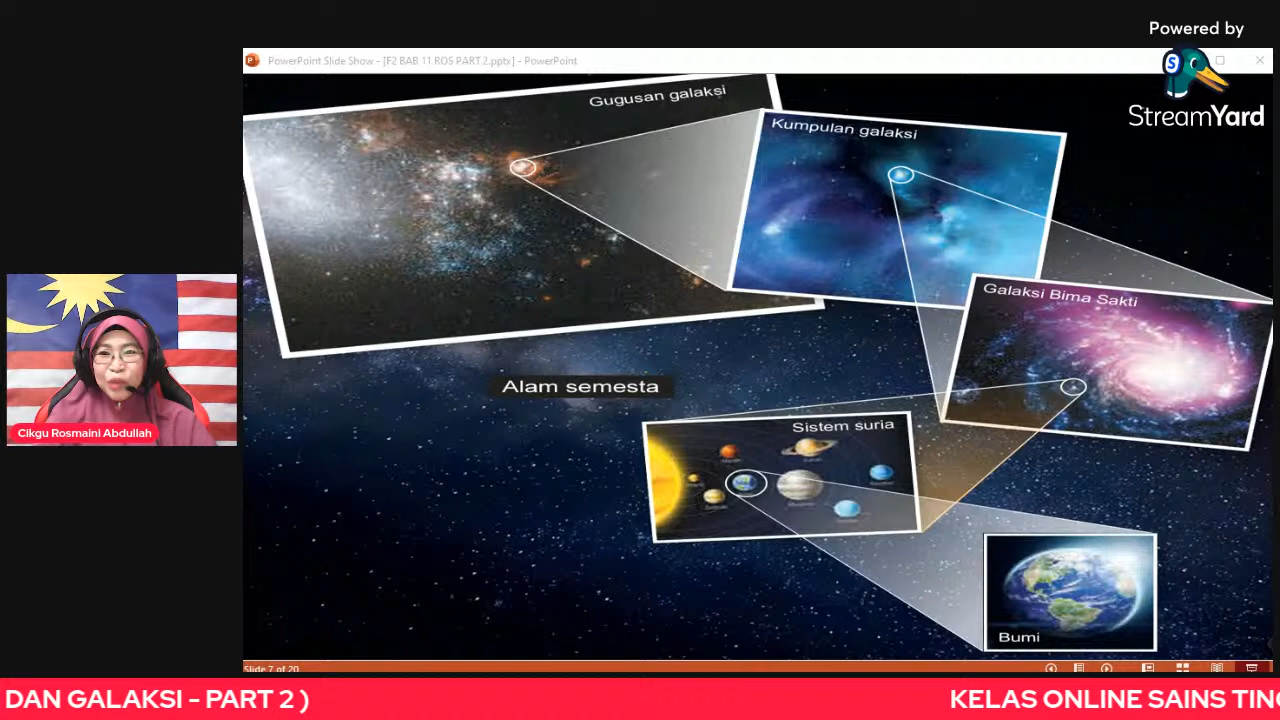 Powered by
StreamYard
PowerPoint Slide Show - [F2 BAB 11 ROS PART 2.pptx] - PowerPoint
Gugusan galaksi
Kumpulan galaksi
Galaksi Bima Sakti
Alam semesta
Sistem suria
Bumi
Cikgu Rosmaini Abdullah
Slide 7 of 20
DAN GALAKSI - PART 2 )
KELAS ONLINE SAINS TING